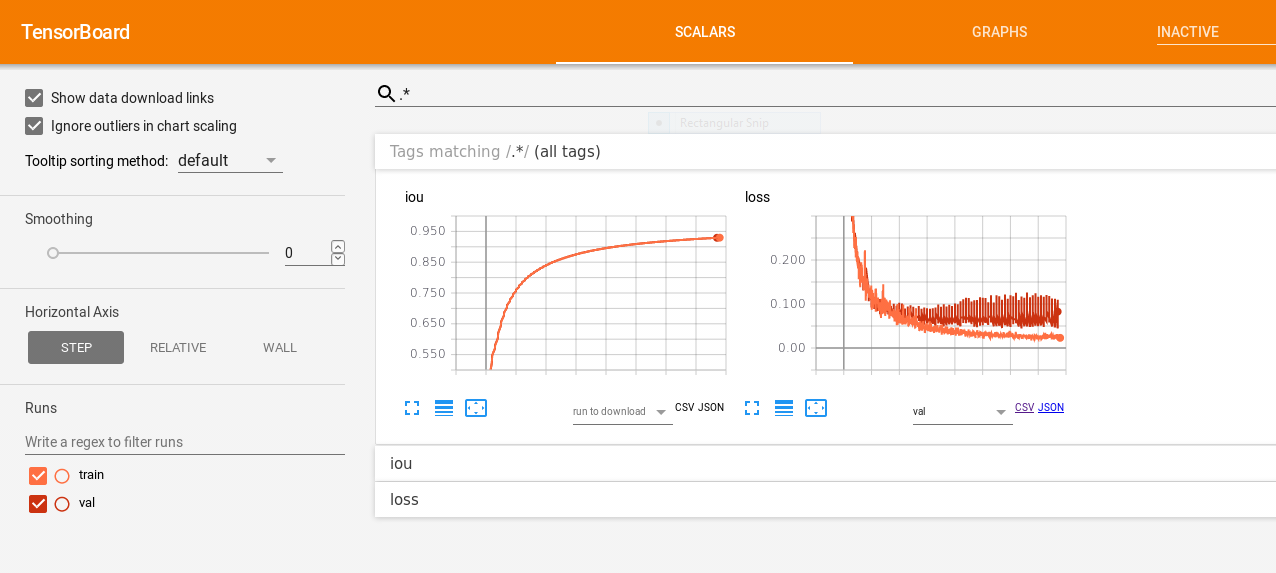 TensorBoard SCALARS GRAPHS INACTIVE
Show data download links
Ignore outliers in chart scaling
Tooltip sorting method: default
Smoothing
0
Horizontal Axis
STEP RELATIVE WALL
Runs
Write a regex to filter runs
train
val
.*
Rectangular Snip
Tags matching /.*/ (all tags)
iou
0.950
0.850
0.750
0.650
0.550
run to download CSV JSON
loss
0.200
0.100
0.00
val CSV JSON
iou
loss